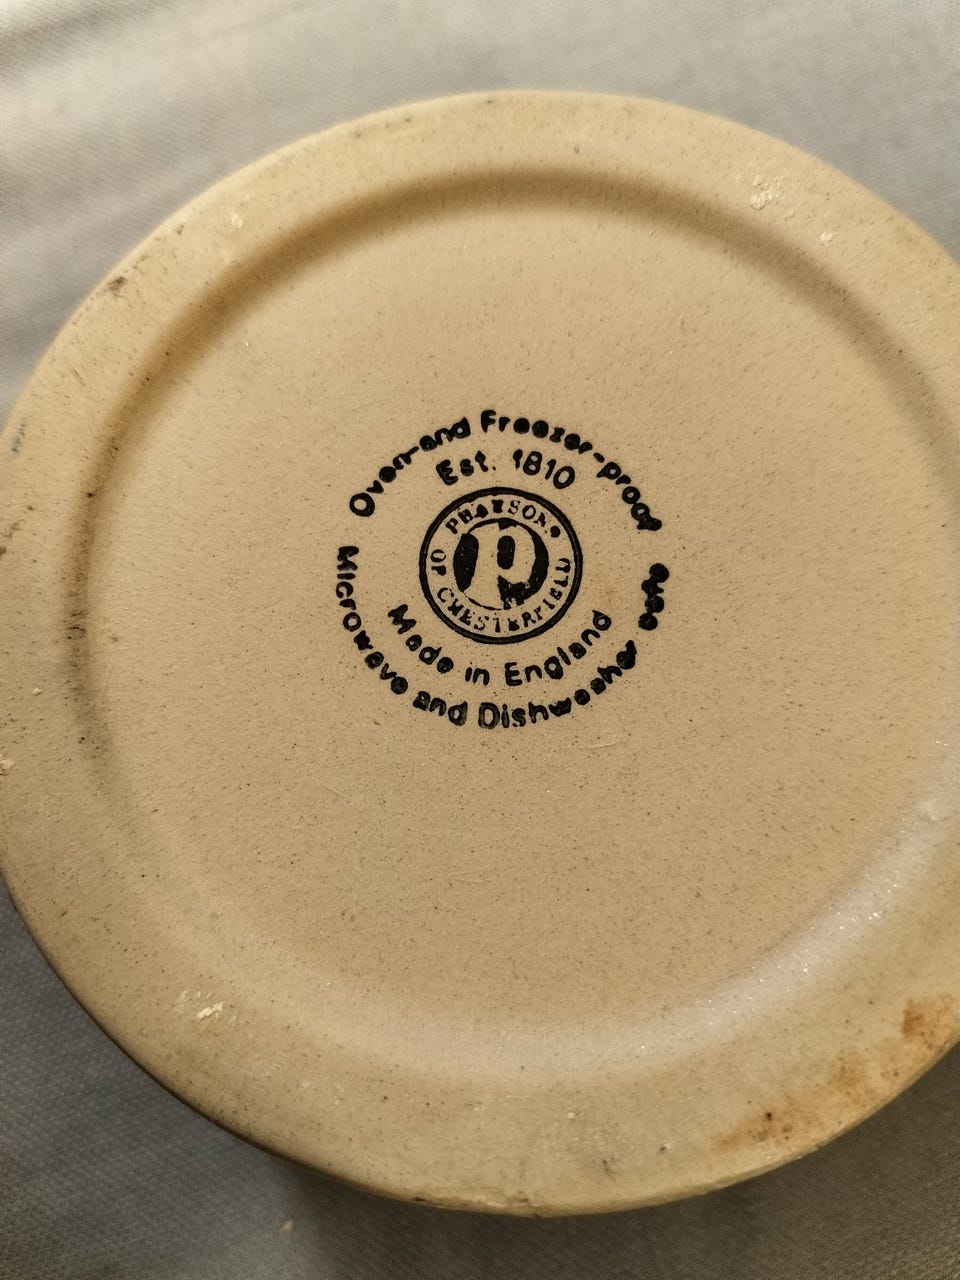 Oven-and Freezer-proof
Est. 1810
PEARSONS
P
OF CHESTERFIELD
Made in England
Microwave and Dishwasher safe